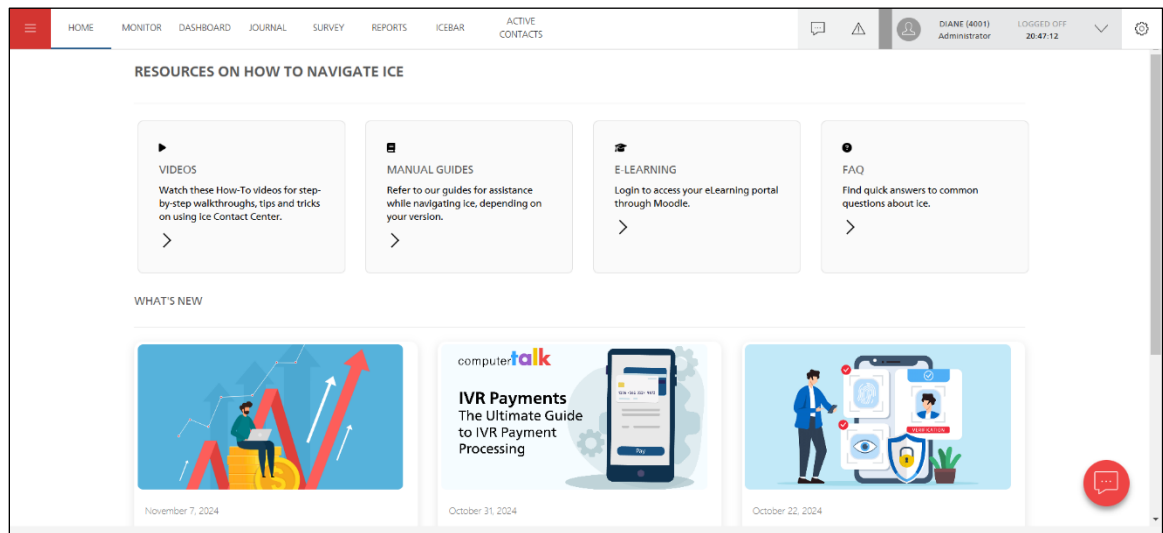 HOME
MONITOR
DASHBOARD
JOURNAL
SURVEY
REPORTS
ICEBAR
ACTIVE
CONTACTS
DIANE (4001)
Administrator
LOGGED OFF
20:47:12
RESOURCES ON HOW TO NAVIGATE ICE
VIDEOS
Watch these How-To videos for step-
by-step walkthroughs, tips and tricks
on using Ice Contact Center.
MANUAL GUIDES
Refer to our guides for assistance
while navigating ice, depending on
your version.
E-LEARNING
Login to access your eLearning portal
through Moodle.
FAQ
Find quick answers to common
questions about ice.
WHAT'S NEW
computertalk
IVR Payments
The Ultimate Guide
to IVR Payment
Processing
Pay
VERIFICATION
November 7, 2024
October 31, 2024
October 22, 2024